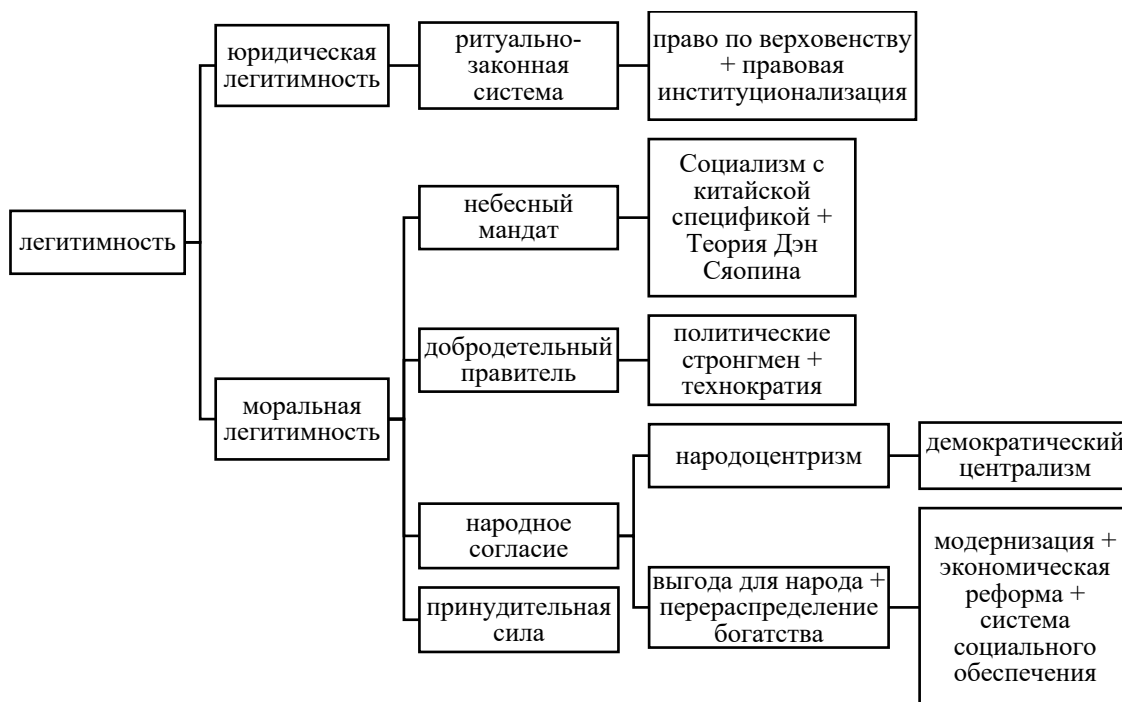 легитимность
юридическая
легитимность
ритуально-
законная
система
право по верховенству
+ правовая
институционализация
моральная
легитимность
небесный
мандат
Социализм с
китайской
спецификой +
Теория Дэн
Сяопина
добродетельный
правитель
политические
стронгмен +
технократия
народное
согласие
народоцентризм
демократический
централизм
выгода для народа +
перераспределение
богатства
модернизация +
экономическая
реформа +
система
социального
обеспечения
принудительная
сила